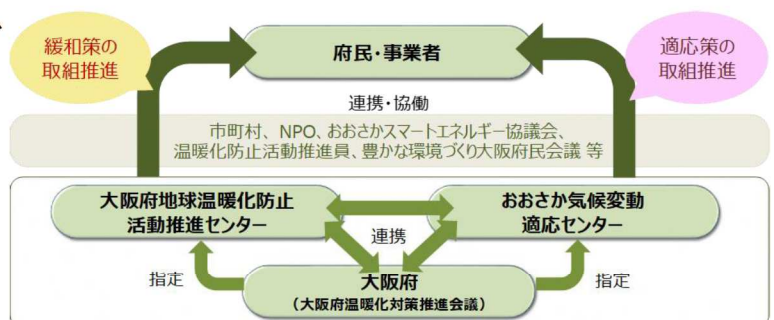 緩和策の
取組推進
府民・事業者
適応策の
取組推進
連携・協働
市町村、NPO、おおさかスマートエネルギー協議会、
温暖化防止活動推進員、豊かな環境づくり大阪府民会議 等
大阪府地球温暖化防止
活動推進センター
おおさか気候変動
適応センター
連携
指定
大阪府
（大阪府温暖化対策推進会議）
指定